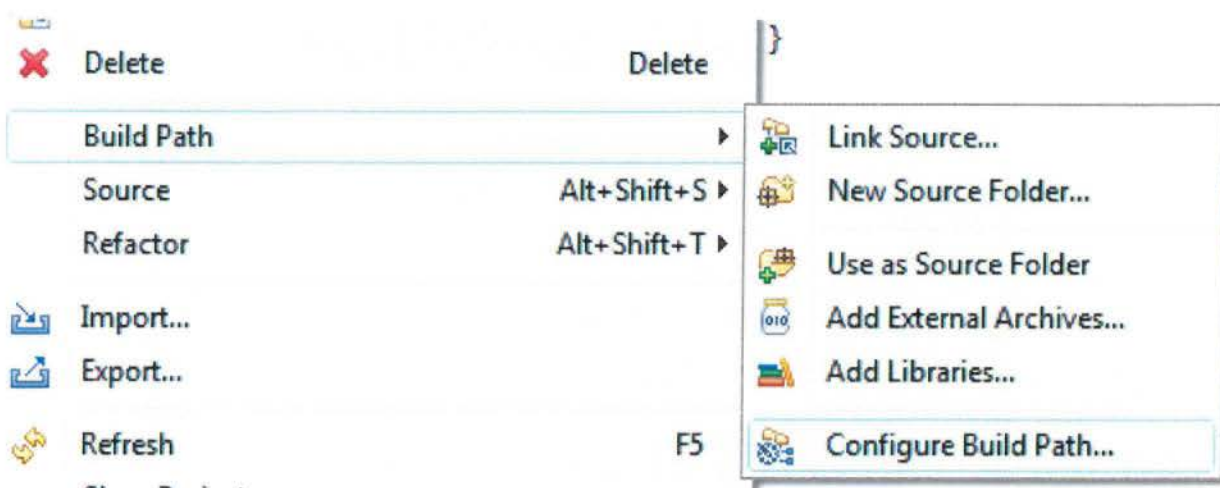 }
Delete Delete
Build Path
Source Alt+Shift+S
Refactor Alt+Shift+T
Import...
Export...
Refresh F5
Link Source...
New Source Folder...
Use as Source Folder
Add External Archives...
Add Libraries...
Configure Build Path...